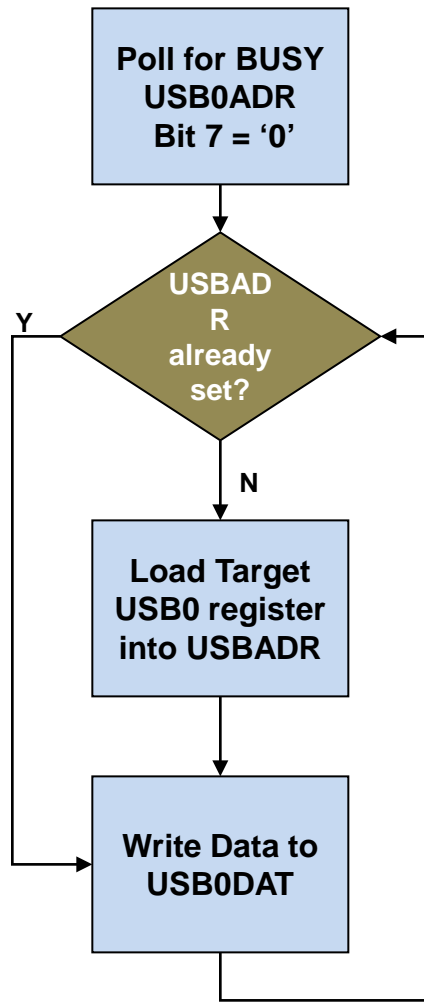 Poll for BUSY
USB0ADR
Bit 7 = ‘0’
USBAD
R
already
set?
Y
N
Load Target
USB0 register
into USBADR
Write Data to
USB0DAT